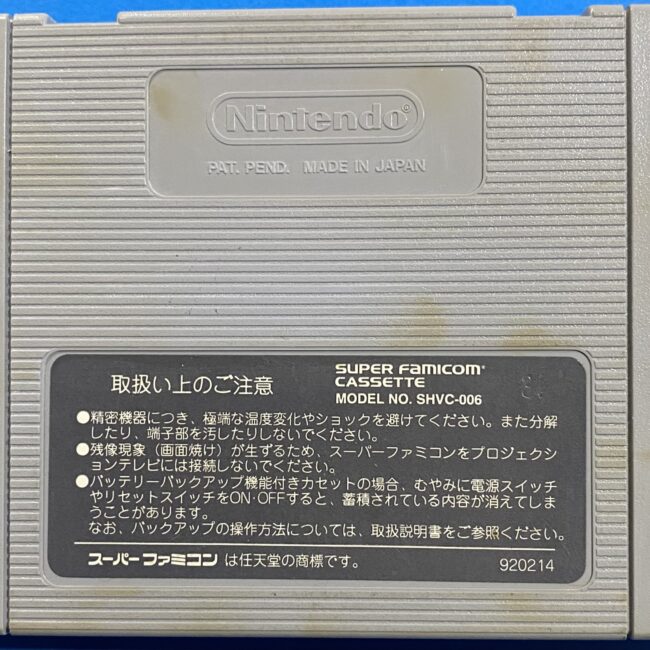 Nintendo®
PAT. PEND. MADE IN JAPAN
取扱い上のご注意
SUPER FAMICOM®
CASSETTE
MODEL NO. SHVC-006
●精密機器につき、極端な温度変化やショックを避けてください。また分解
したり、端子部を汚したりしないでください。
●残像現象（画面焼け）が生ずるため、スーパーファミコンをプロジェクシ
ョンテレビには接続しないでください。
●バッテリーバックアップ機能付きカセットの場合、むやみに電源スイッチ
やリセットスイッチをON·OFFすると、蓄積されている内容が消えてしま
うことがあります。
なお、バックアップの操作方法については、取扱説明書をご参照ください。
スーパーファミコン は任天堂の商標です。
920214